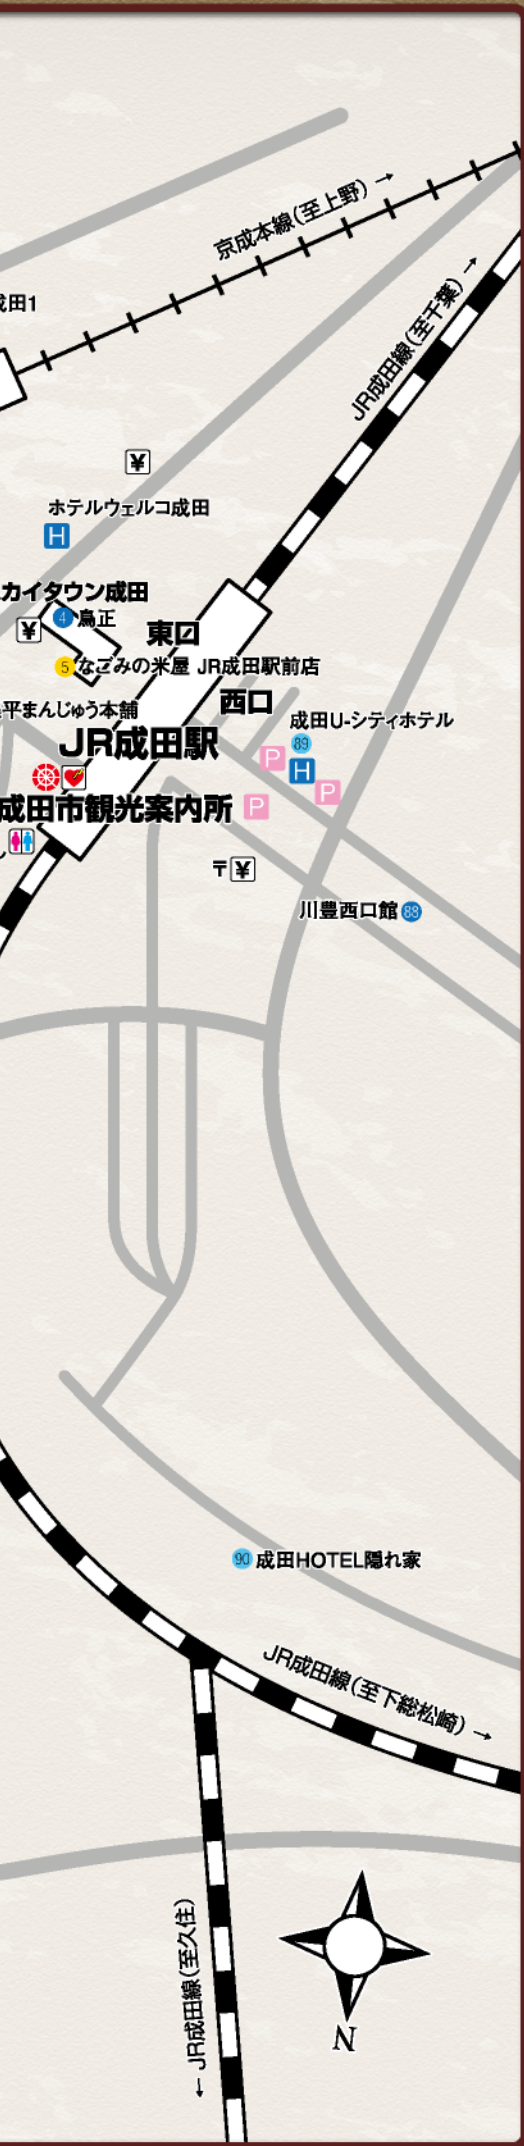 京成本線(至上野) →
成田1
JR成田線(至千葉) →
¥
ホテルウェルコ成田
H
カイタウン成田
¥
4 鳥正
東口
5 なごみの米屋 JR成田駅前店
西口
平まんじゅう本舗
成田U-シティホテル
89
JR成田駅
P
H
P
成田市観光案内所
P
〒¥
川豊西口館 88
90 成田HOTEL隠れ家
JR成田線(至下総松崎) →
← JR成田線(至久住)
N